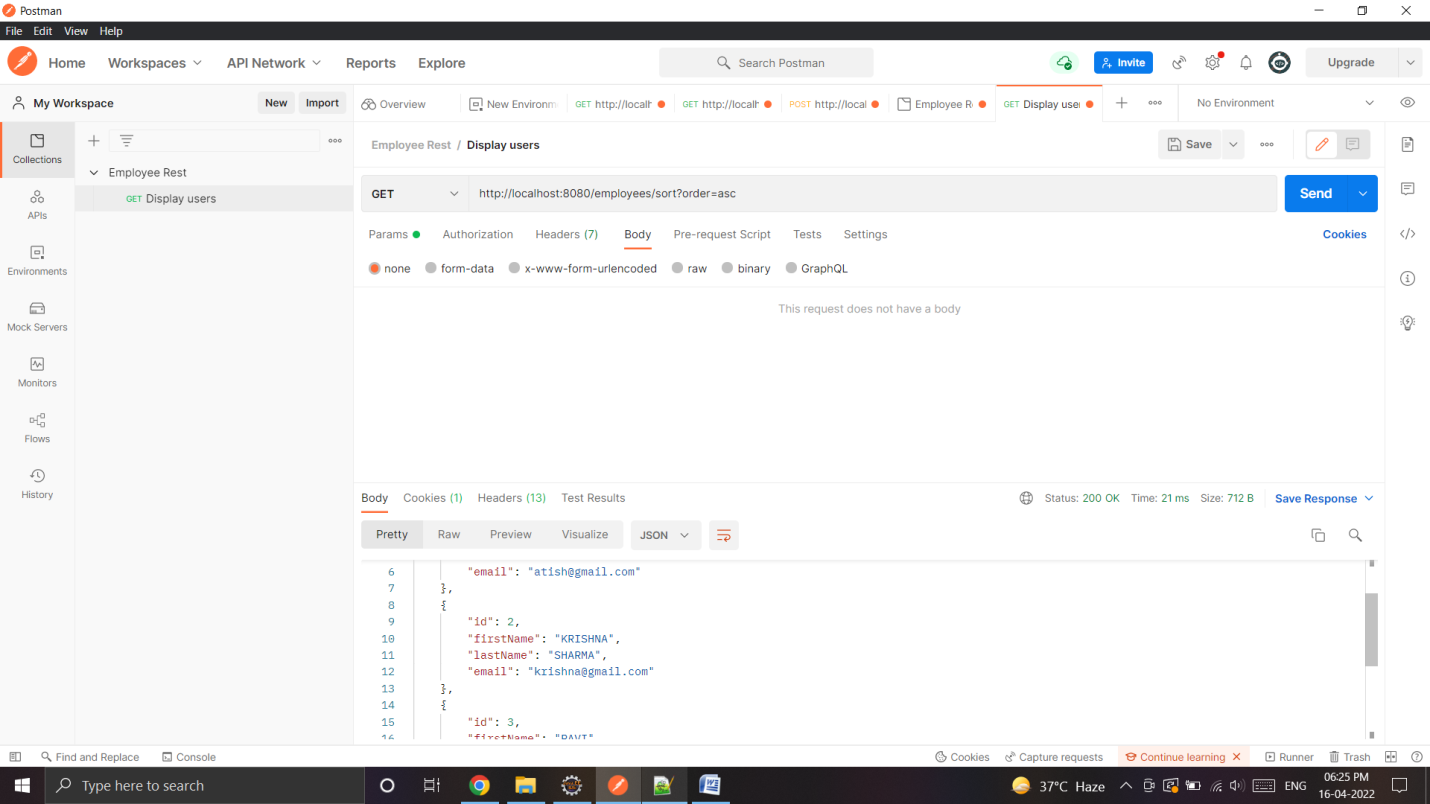 Postman
File Edit View Help
Home Workspaces API Network Reports Explore Search Postman Invite Upgrade
My Workspace New Import Overview New Environm GET http://localh GET http://localh POST http://local Employee R GET Display use No Environment
Collections
APIs
Environments
Mock Servers
Monitors
Flows
History
Employee Rest
GET Display users
Employee Rest / Display users Save
GET http://localhost:8080/employees/sort?order=asc Send
Params Authorization Headers (7) Body Pre-request Script Tests Settings Cookies
none form-data x-www-form-urlencoded raw binary GraphQL
This request does not have a body
Body Cookies (1) Headers (13) Test Results Status: 200 OK Time: 21 ms Size: 712 B Save Response
Pretty Raw Preview Visualize JSON
6 "email": "atish@gmail.com"
7 },
8 {
9 "id": 2,
10 "firstName": "KRISHNA",
11 "lastName": "SHARMA",
12 "email": "krishna@gmail.com"
13 },
14 {
15 "id": 3,
16 "firstName": "RAVI"
Find and Replace Console Cookies Capture requests Continue learning Runner Trash
Type here to search 37°C Haze ENG 06:25 PM
16-04-2022